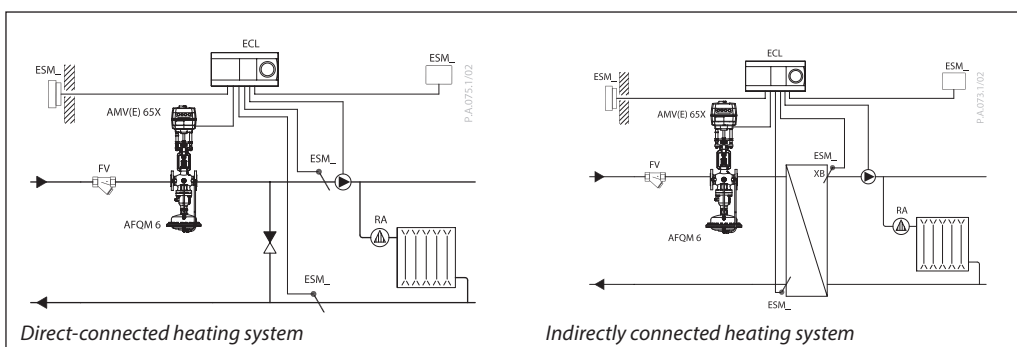 ECL
ESM_
ESM_
P.A.075.1/02
AMV(E) 65X
ESM_
FV
RA
AFQM 6
ESM_
Direct-connected heating system
ECL
ESM_
ESM_
P.A.073.1/02
AMV(E) 65X
ESM_
FV
XB
RA
AFQM 6
ESM_
Indirectly connected heating system